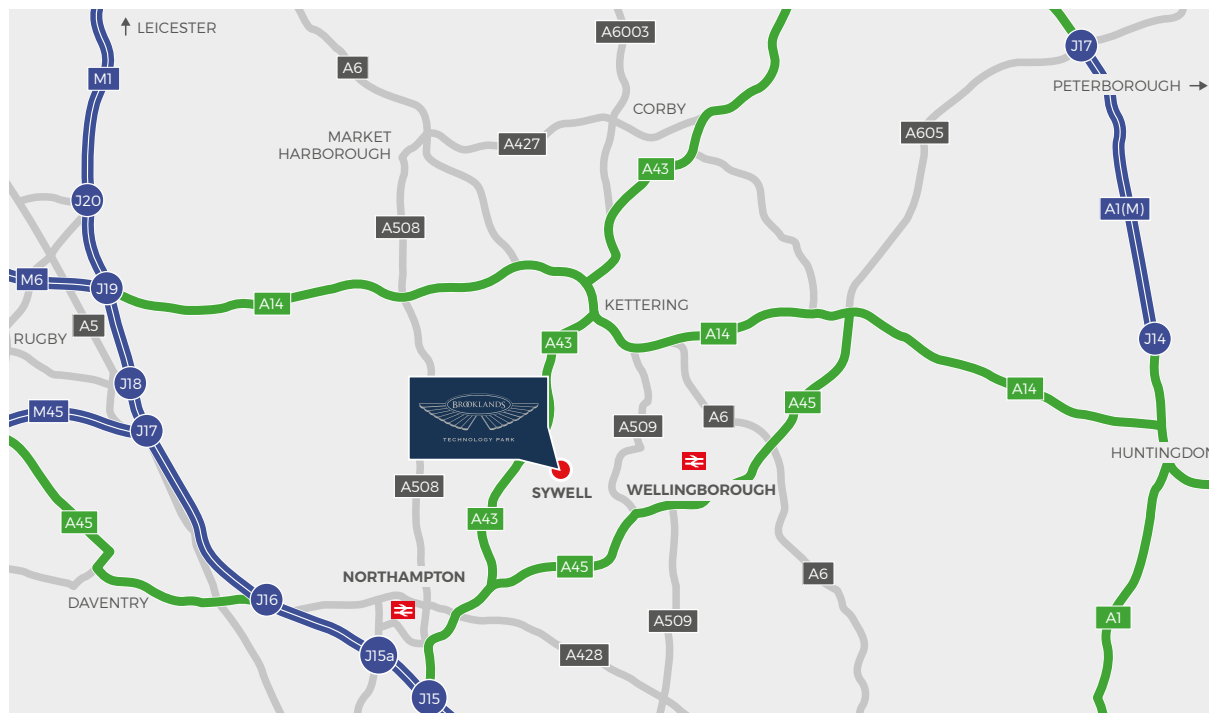 LEICESTER
A6003
J17
M1
A6
PETERBOROUGH
CORBY
A605
MARKET
HARBOROUGH
A427
A43
J20
A1(M)
A508
M6
J19
A14
KETTERING
A5
RUGBY
A43
A14
J14
J18
A14
BROOKLANDS
TECHNOLOGY PARK
A45
M45
A6
A509
J17
HUNTINGDON
SYWELL
WELLINGBOROUGH
A508
A45
A43
NORTHAMPTON
A45
A6
DAVENTRY
J16
A1
A509
J15a
A428
J15